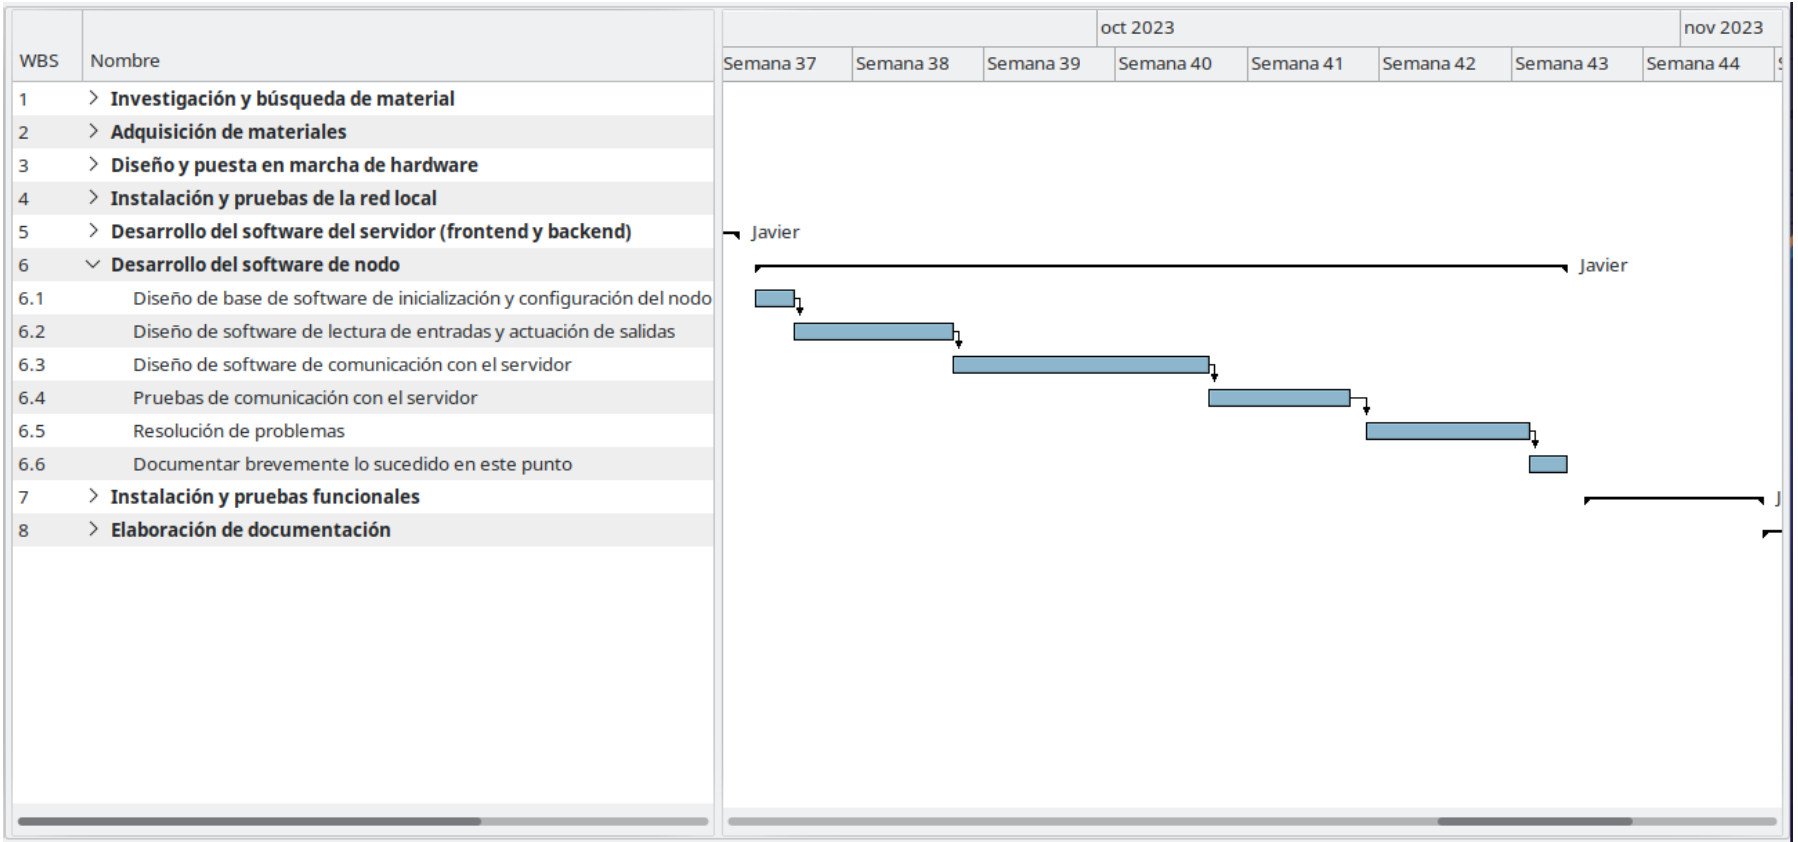 oct 2023
nov 2023
WBS Nombre
Semana 37 Semana 38 Semana 39 Semana 40 Semana 41 Semana 42 Semana 43 Semana 44
1 Investigación y búsqueda de material
2 Adquisición de materiales
3 Diseño y puesta en marcha de hardware
4 Instalación y pruebas de la red local
5 Desarrollo del software del servidor (frontend y backend) Javier
6 Desarrollo del software de nodo Javier
6.1 Diseño de base de software de inicialización y configuración del nodo
6.2 Diseño de software de lectura de entradas y actuación de salidas
6.3 Diseño de software de comunicación con el servidor
6.4 Pruebas de comunicación con el servidor
6.5 Resolución de problemas
6.6 Documentar brevemente lo sucedido en este punto
7 Instalación y pruebas funcionales
8 Elaboración de documentación